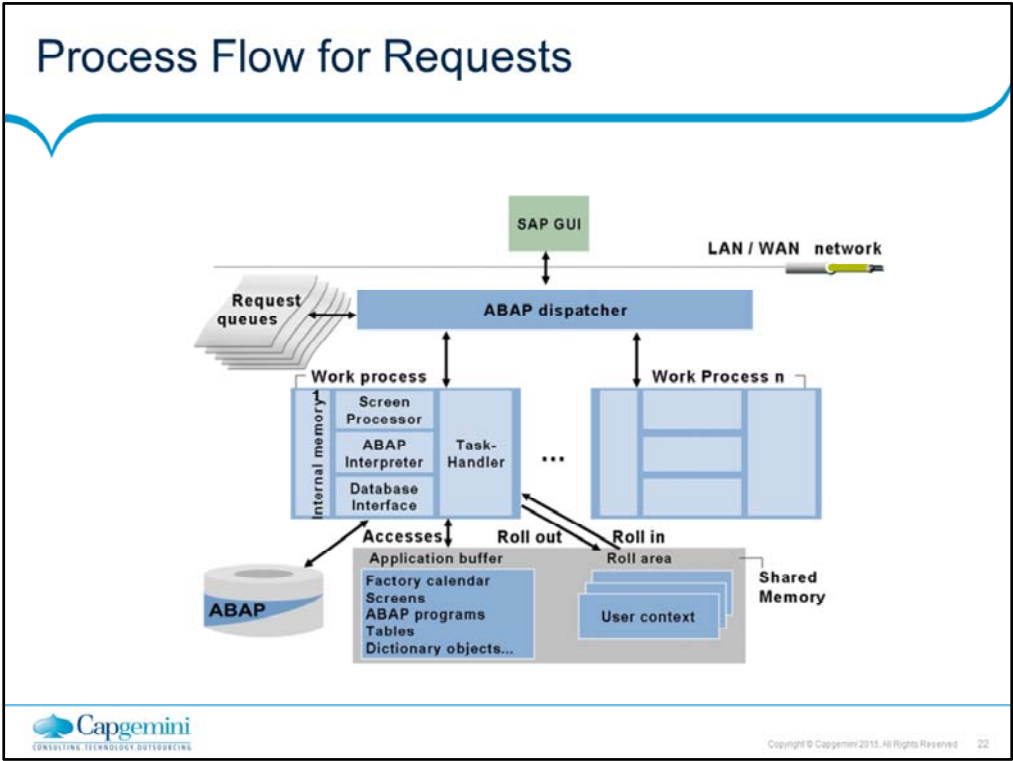 Process Flow for Requests
SAP GUI
LAN / WAN network
Request
queues
ABAP dispatcher
Work process
1
Work Process n
Internal memory
Screen
Processor
ABAP
Interpreter
Database
Interface
Task-
Handler
...
Accesses
Roll out
Roll in
Application buffer
Roll area
Factory calendar
Screens
ABAP programs
Tables
Dictionary objects...
User context
Shared
Memory
ABAP
Capgemini
CONSULTING.TECHNOLOGY.OUTSOURCING
Copyright © Capgemini 2015. All Rights Reserved 22